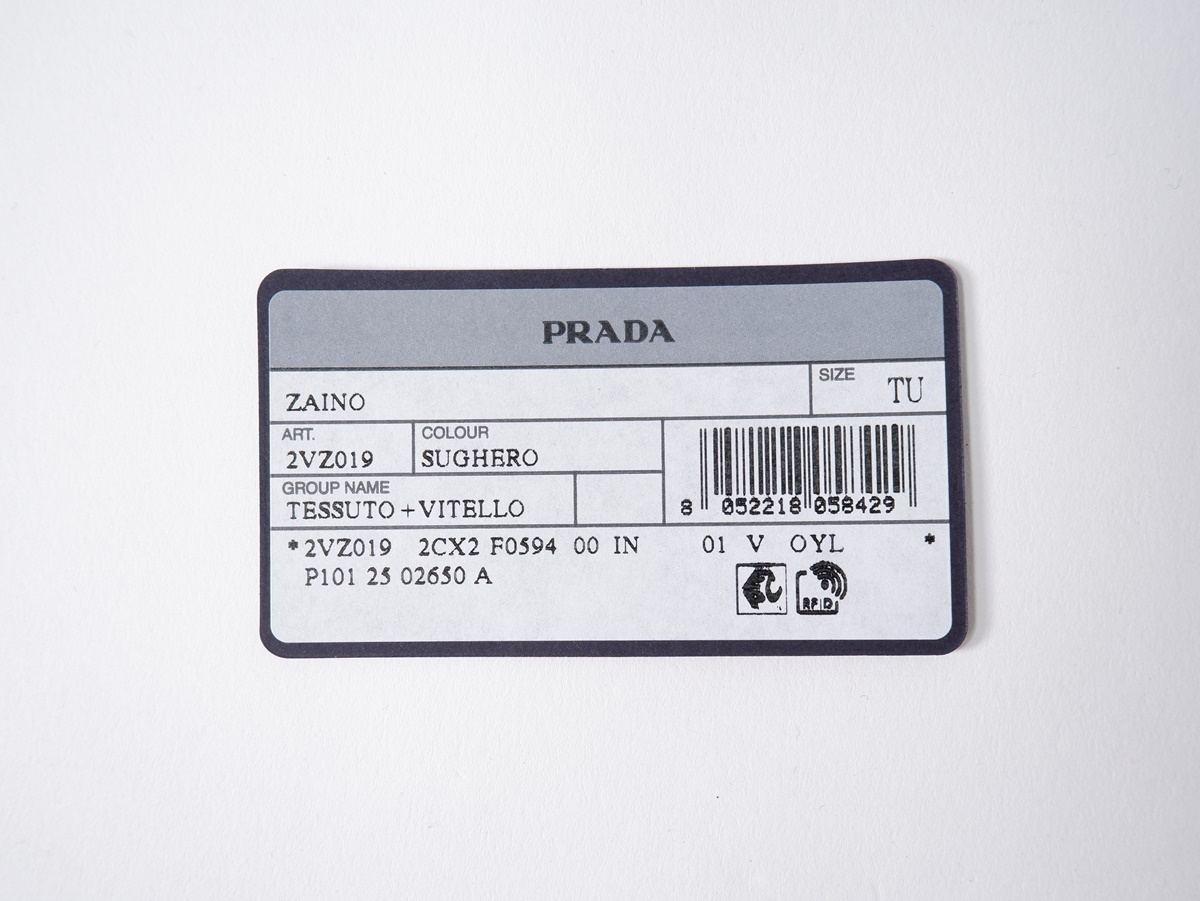 PRADA
ZAINO
SIZE TU
ART. COLOUR
2VZ019 SUGHERO
GROUP NAME
TESSUTO+VITELLO
8 052218 058429
*2VZ019 2CX2 F0594 00 IN 01 V OYL *
P101 25 02650 A
RFID